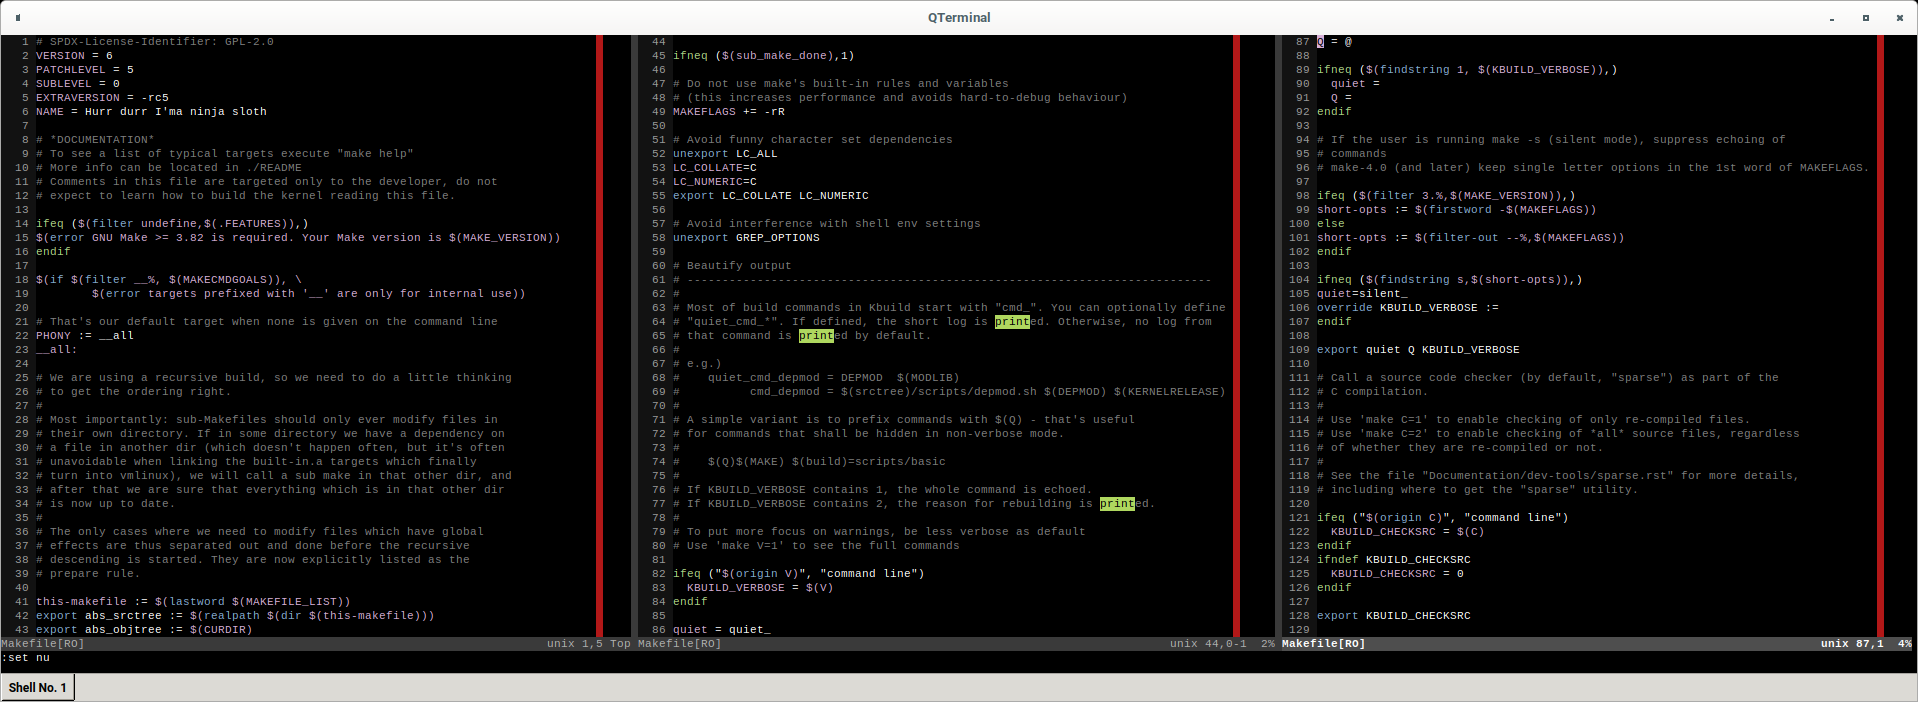 QTerminal
1 # SPDX-License-Identifier: GPL-2.0
2 VERSION = 6
3 PATCHLEVEL = 5
4 SUBLEVEL = 0
5 EXTRAVERSION = -rc5
6 NAME = Hurr durr I'ma ninja sloth
7
8 # *DOCUMENTATION*
9 # To see a list of typical targets execute "make help"
10 # More info can be located in ./README
11 # Comments in this file are targeted only to the developer, do not
12 # expect to learn how to build the kernel reading this file.
13
14 ifeq ($(filter undefine,$(.FEATURES)),)
15 $(error GNU Make >= 3.82 is required. Your Make version is $(MAKE_VERSION))
16 endif
17
18 $(if $(filter __%, $(MAKECMDGOALS)), \
19         $(error targets prefixed with '__' are only for internal use))
20
21 # That's our default target when none is given on the command line
22 PHONY := __all
23 __all:
24
25 # We are using a recursive build, so we need to do a little thinking
26 # to get the ordering right.
27 #
28 # Most importantly: sub-Makefiles should only ever modify files in
29 # their own directory. If in some directory we have a dependency on
30 # a file in another dir (which doesn't happen often, but it's often
31 # unavoidable when linking the built-in.a targets which finally
32 # turn into vmlinux), we will call a sub make in that other dir, and
33 # after that we are sure that everything which is in that other dir
34 # is now up to date.
35 #
36 # The only cases where we need to modify files which have global
37 # effects are thus separated out and done before the recursive
38 # descending is started. They are now explicitly listed as the
39 # prepare rule.
40
41 this-makefile := $(lastword $(MAKEFILE_LIST))
42 export abs_srctree := $(realpath $(dir $(this-makefile)))
43 export abs_objtree := $(CURDIR)
Makefile[RO] unix 1,5 Top
44
45 ifneq ($(sub_make_done),1)
46
47 # Do not use make's built-in rules and variables
48 # (this increases performance and avoids hard-to-debug behaviour)
49 MAKEFLAGS += -rR
50
51 # Avoid funny character set dependencies
52 unexport LC_ALL
53 LC_COLLATE=C
54 LC_NUMERIC=C
55 export LC_COLLATE LC_NUMERIC
56
57 # Avoid interference with shell env settings
58 unexport GREP_OPTIONS
59
60 # Beautify output
61 # ---------------------------------------------------------------------------
62 #
63 # Most of build commands in Kbuild start with "cmd_". You can optionally define
64 # "quiet_cmd_*". If defined, the short log is printed. Otherwise, no log from
65 # that command is printed by default.
66 #
67 # e.g.)
68 #    quiet_cmd_depmod = DEPMOD  $(MODLIB)
69 #          cmd_depmod = $(srctree)/scripts/depmod.sh $(DEPMOD) $(KERNELRELEASE)
70 #
71 # A simple variant is to prefix commands with $(Q) - that's useful
72 # for commands that shall be hidden in non-verbose mode.
73 #
74 #    $(Q)$(MAKE) $(build)=scripts/basic
75 #
76 # If KBUILD_VERBOSE contains 1, the whole command is echoed.
77 # If KBUILD_VERBOSE contains 2, the reason for rebuilding is printed.
78 #
79 # To put more focus on warnings, be less verbose as default
80 # Use 'make V=1' to see the full commands
81
82 ifeq ("$(origin V)", "command line")
83   KBUILD_VERBOSE = $(V)
84 endif
85
86 quiet = quiet_
Makefile[RO] unix 44,0-1 2%
87 Q = @
88
89 ifneq ($(findstring 1, $(KBUILD_VERBOSE)),)
90   quiet =
91   Q =
92 endif
93
94 # If the user is running make -s (silent mode), suppress echoing of
95 # commands
96 # make-4.0 (and later) keep single letter options in the 1st word of MAKEFLAGS.
97
98 ifeq ($(filter 3.%,$(MAKE_VERSION)),)
99 short-opts := $(firstword -$(MAKEFLAGS))
100 else
101 short-opts := $(filter-out --%,$(MAKEFLAGS))
102 endif
103
104 ifneq ($(findstring s,$(short-opts)),)
105 quiet=silent_
106 override KBUILD_VERBOSE :=
107 endif
108
109 export quiet Q KBUILD_VERBOSE
110
111 # Call a source code checker (by default, "sparse") as part of the
112 # C compilation.
113 #
114 # Use 'make C=1' to enable checking of only re-compiled files.
115 # Use 'make C=2' to enable checking of *all* source files, regardless
116 # of whether they are re-compiled or not.
117 #
118 # See the file "Documentation/dev-tools/sparse.rst" for more details,
119 # including where to get the "sparse" utility.
120
121 ifeq ("$(origin C)", "command line")
122   KBUILD_CHECKSRC = $(C)
123 endif
124 ifndef KBUILD_CHECKSRC
125   KBUILD_CHECKSRC = 0
126 endif
127
128 export KBUILD_CHECKSRC
129
Makefile[RO] unix 87,1 4%
:set nu
Shell No. 1